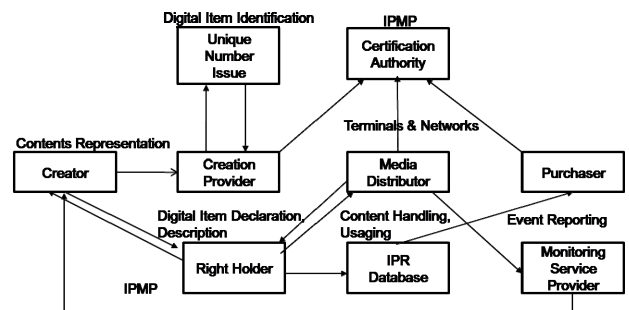 Digital Item Identification
IPMP
Unique
Number
Issue
Certification
Authority
Terminals & Networks
Contents Representation
Creator
Creation
Provider
Media
Distributor
Purchaser
Digital Item Declaration,
Description
Content Handling,
Usaging
Event Reporting
Right Holder
IPR
Database
Monitoring
Service
Provider
IPMP